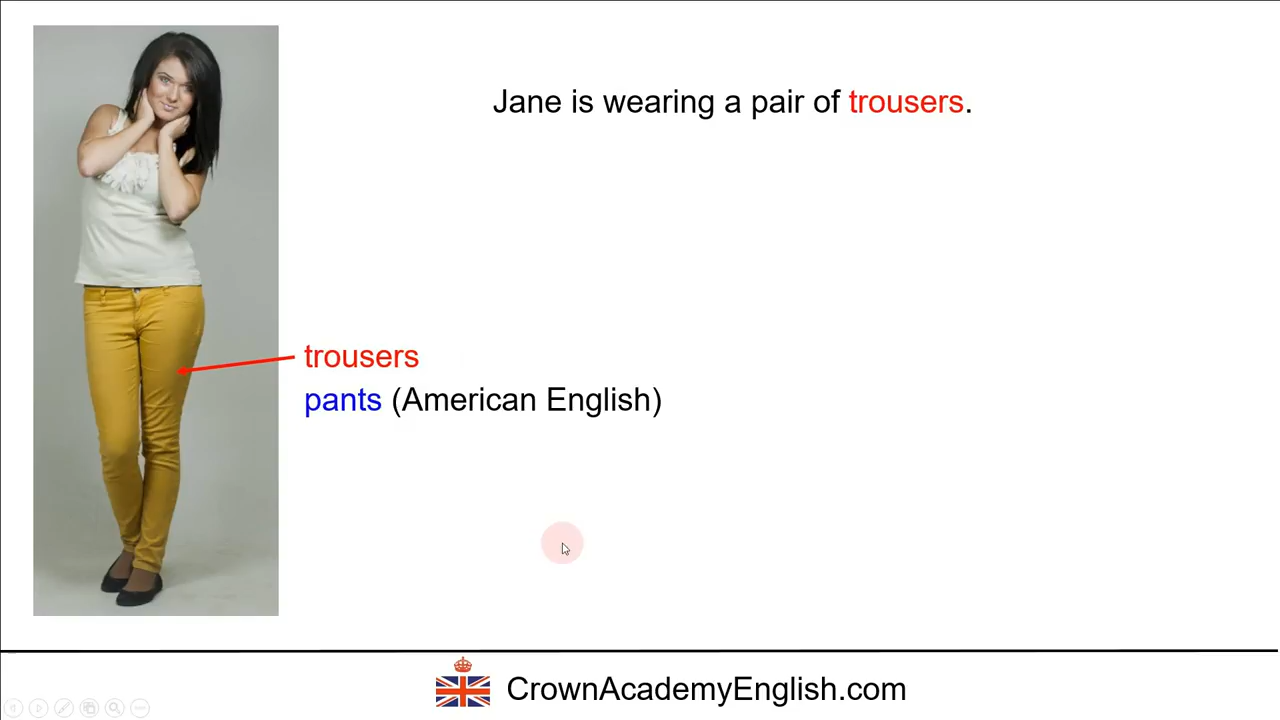 Jane is wearing a pair of trousers.
trousers
pants (American English)
CrownAcademyEnglish.com